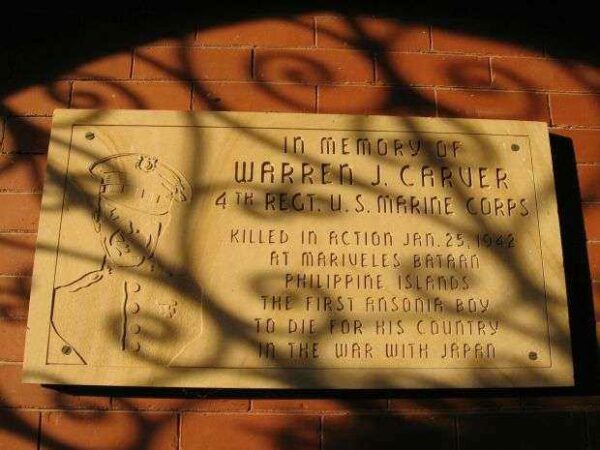 IN MEMORY OF
WARREN J. CARVER
4TH REGT. U.S. MARINE CORPS
KILLED IN ACTION JAN. 25, 1942
AT MARIVELES BATAAN
PHILIPPINE ISLANDS
THE FIRST ANSONIA BOY
TO DIE FOR HIS COUNTRY
IN THE WAR WITH JAPAN